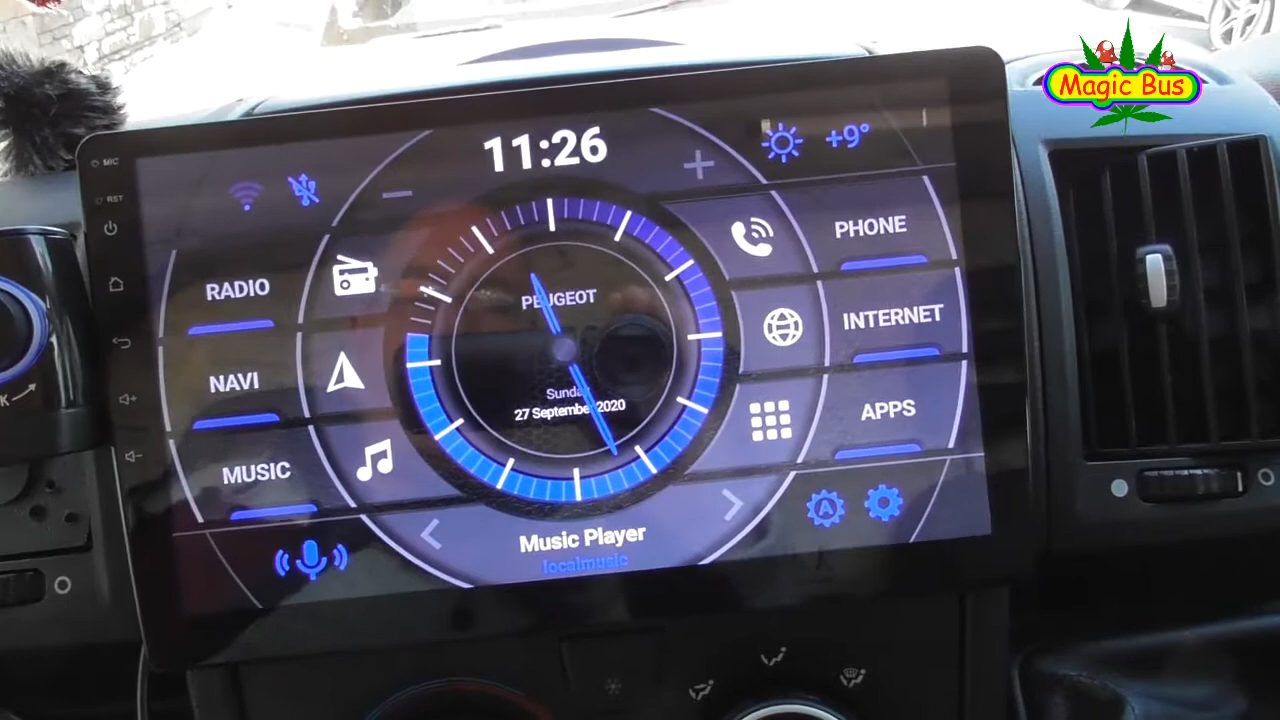 Magic Bus
MIC
RST
11:26
+9°
RADIO
NAVI
MUSIC
PEUGEOT
Sunday
27 September 2020
PHONE
INTERNET
APPS
A
Music Player
localmusic
K